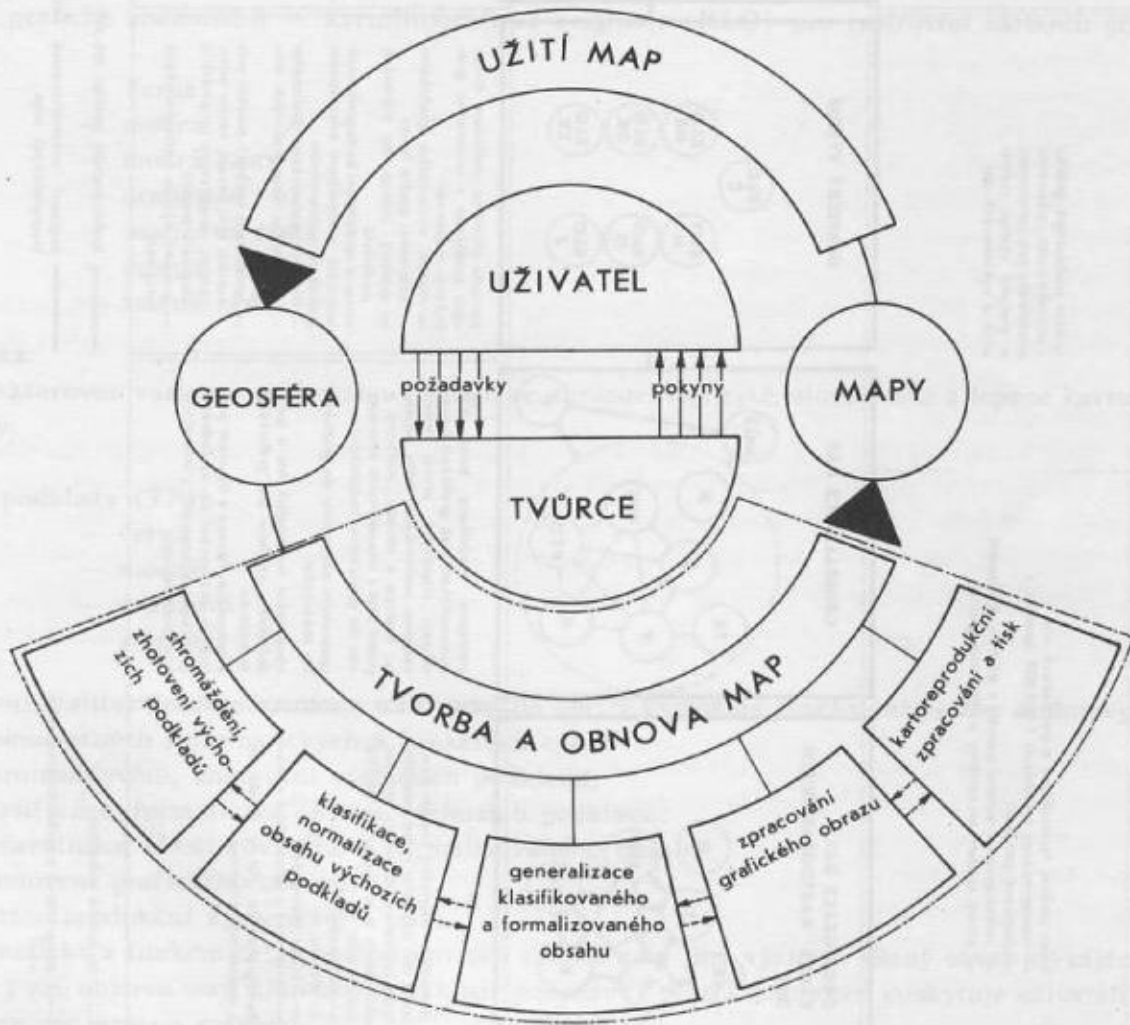 UŽITÍ MAP
UŽIVATEL
GEOSFÉRA
požadavky
pokyny
MAPY
TVŮRCE
TVORBA A OBNOVA MAP
shromáždění,
zhotovení výcho-
zích podkladů
klasifikace,
normalizace
obsahu výchozích
podkladů
generalizace
klasifikovaného
a formalizovaného
obsahu
zpracování
grafického obrazu
kartoreprodukční
zpracování a tisk